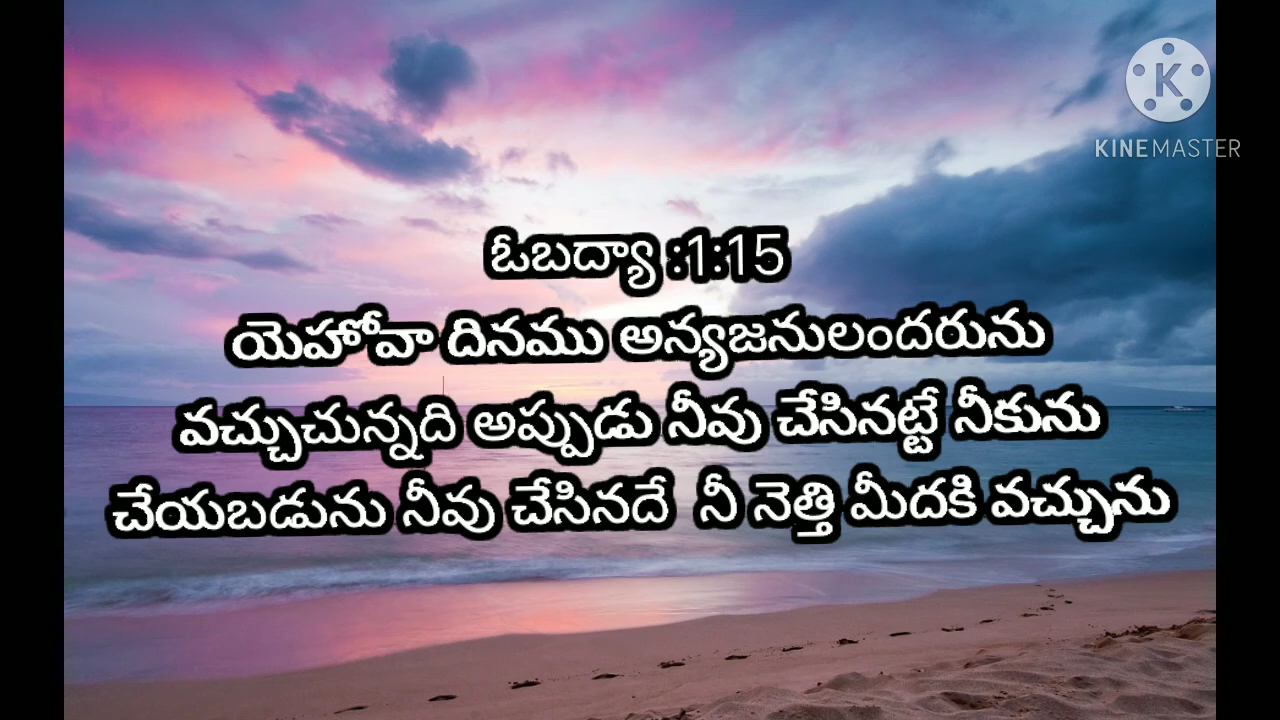 K
KINEMASTER
ఓబద్యా :1:15
యెహోవా దినము అన్యజనులందరును
వచ్చుచున్నది అప్పుడు నీవు చేసినట్టే నీకును
చేయబడును నీవు చేసినదే నీ నెత్తి మీదకి వచ్చును